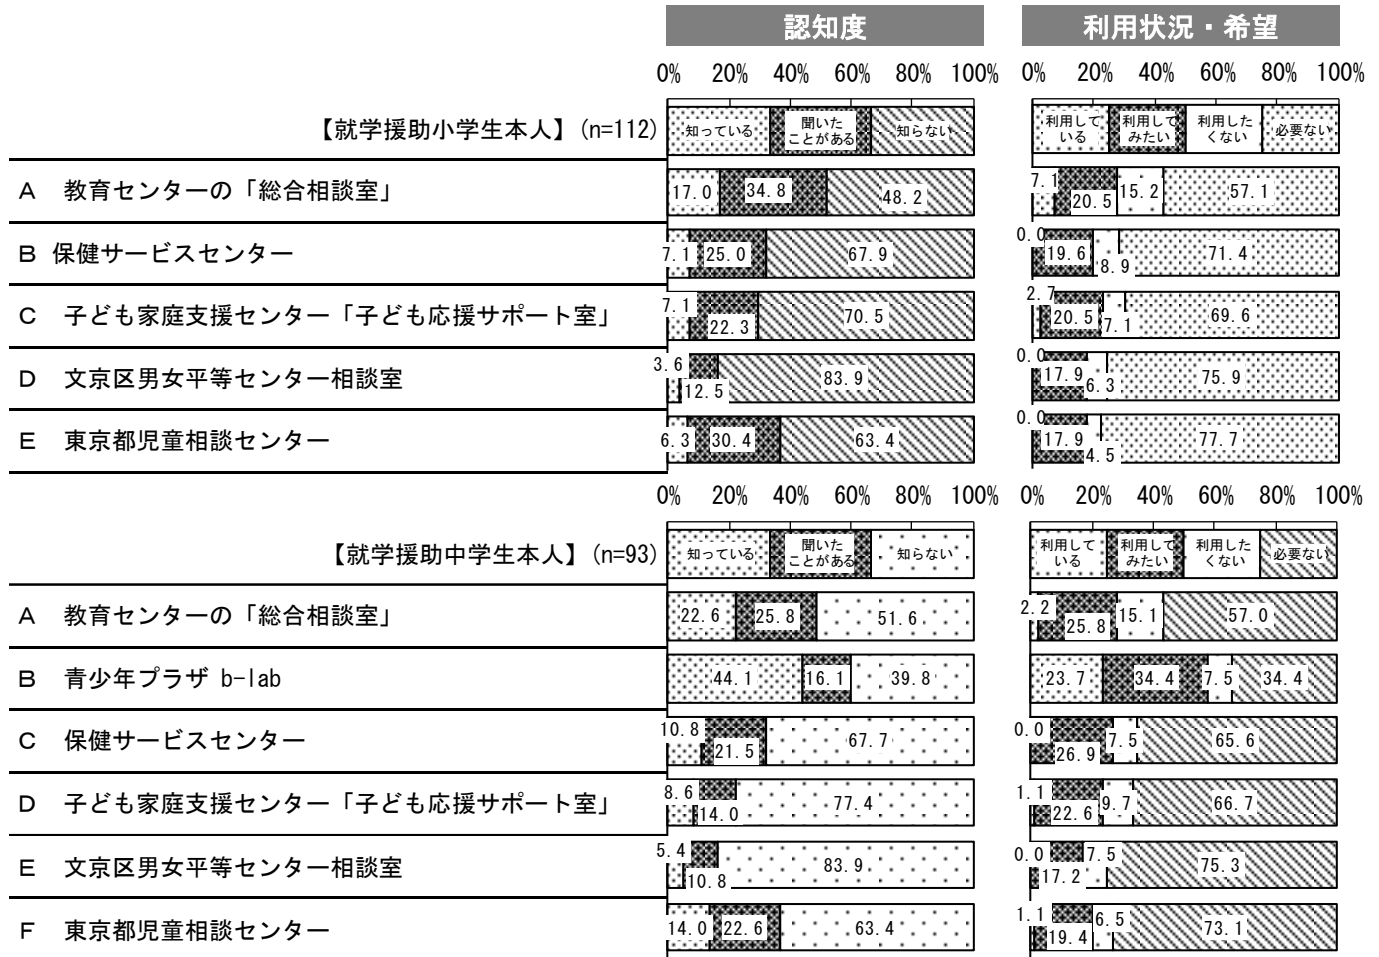 認知度 利用状況・希望
0% 20% 40% 60% 80% 100% 0% 20% 40% 60% 80% 100%
【就学援助小学生本人】(n=112) 知っている 聞いたことがある 知らない 利用している 利用してみたい 利用したくない 必要ない
A 教育センターの「総合相談室」 17.0 34.8 48.2 7.1 20.5 15.2 57.1
B 保健サービスセンター 7.1 25.0 67.9 0.0 19.6 8.9 71.4
C 子ども家庭支援センター「子ども応援サポート室」 7.1 22.3 70.5 2.7 20.5 7.1 69.6
D 文京区男女平等センター相談室 3.6 12.5 83.9 0.0 17.9 6.3 75.9
E 東京都児童相談センター 6.3 30.4 63.4 0.0 17.9 4.5 77.7
0% 20% 40% 60% 80% 100% 0% 20% 40% 60% 80% 100%
【就学援助中学生本人】(n=93) 知っている 聞いたことがある 知らない 利用している 利用してみたい 利用したくない 必要ない
A 教育センターの「総合相談室」 22.6 25.8 51.6 2.2 25.8 15.1 57.0
B 青少年プラザ b-lab 44.1 16.1 39.8 23.7 34.4 7.5 34.4
C 保健サービスセンター 10.8 21.5 67.7 0.0 26.9 7.5 65.6
D 子ども家庭支援センター「子ども応援サポート室」 8.6 14.0 77.4 1.1 22.6 9.7 66.7
E 文京区男女平等センター相談室 5.4 10.8 83.9 0.0 17.2 7.5 75.3
F 東京都児童相談センター 14.0 22.6 63.4 1.1 19.4 6.5 73.1